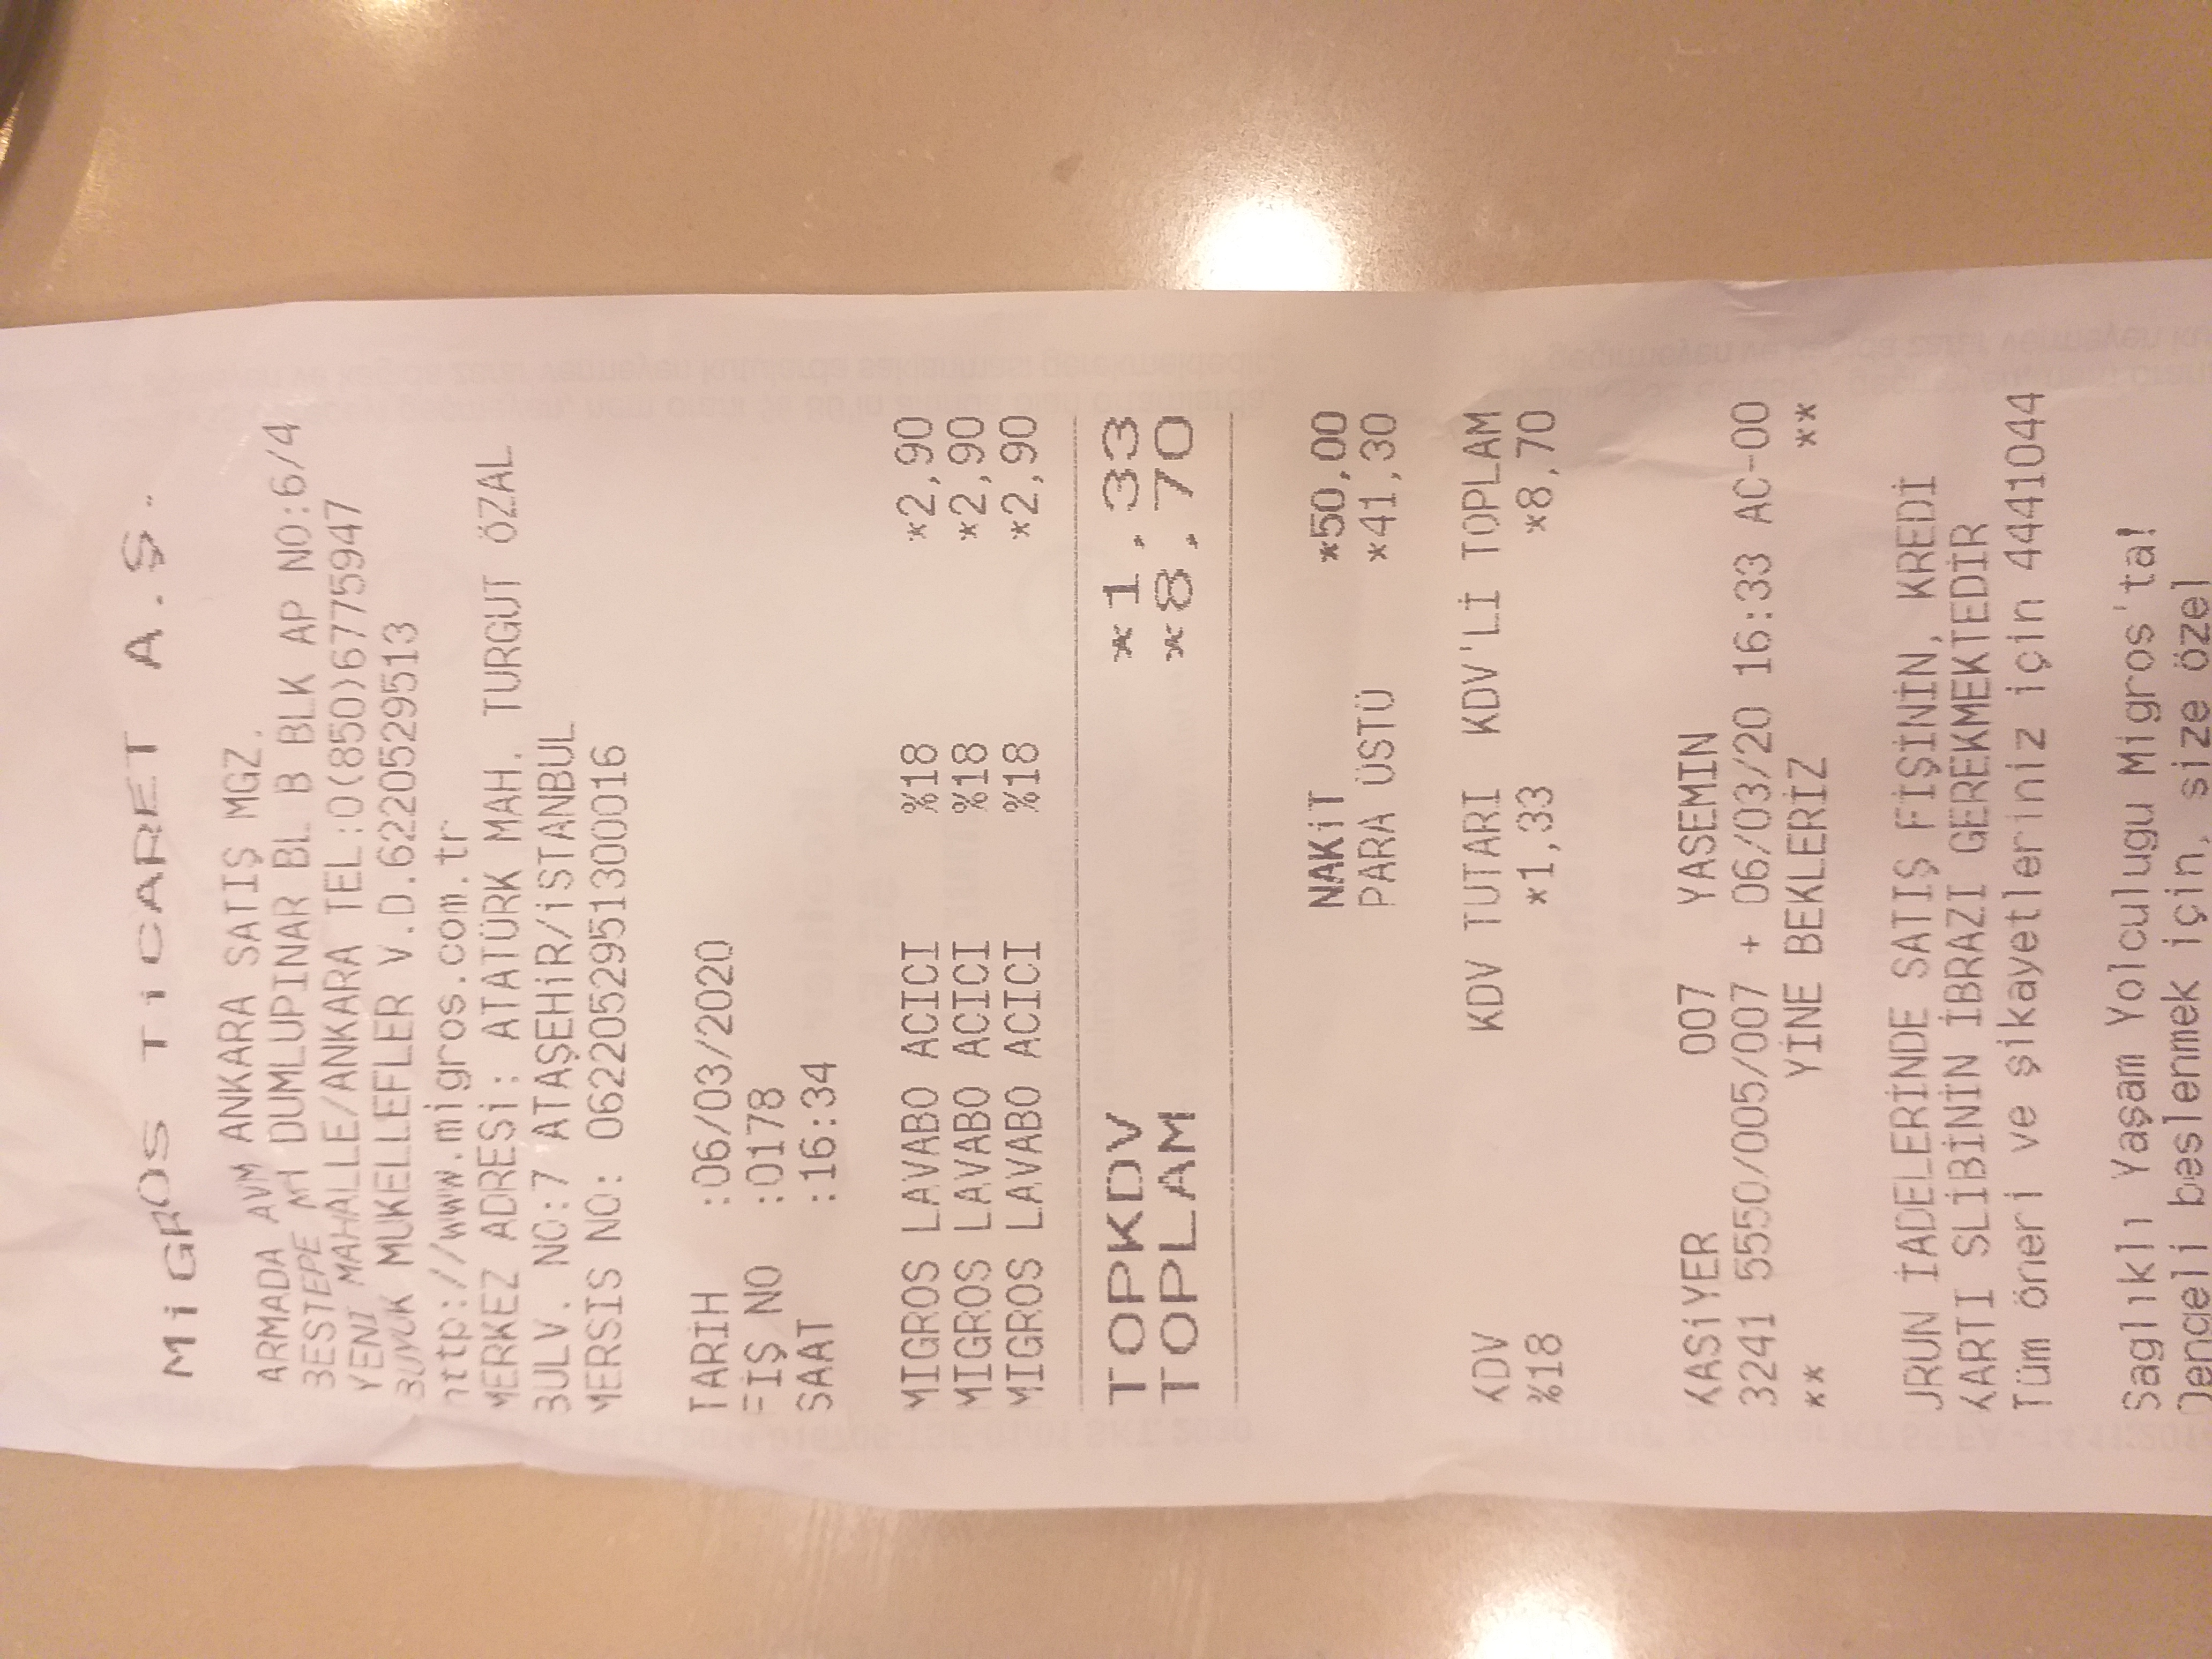 MiGROS TiCARET A.Ş.
ARMADA AVM ANKARA SATIŞ MGZ.
BESTEPE MH DUMLUPINAR BL B BLK AP NO:6/4
YENI MAHALLE/ANKARA TEL:0(850)6775947
BUYUK MUKELLEFLER V.D.6220529513
http://www.migros.com.tr
MERKEZ ADRESi: ATATÜRK MAH. TURGUT ÖZAL
BULV. NO:7 ATAŞEHiR/iSTANBUL
MERSIS NO: 0622052951300016
TARİH :06/03/2020
FİŞ NO :0178
SAAT :16:34
MIGROS LAVABO ACICI %18 *2,90
MIGROS LAVABO ACICI %18 *2,90
MIGROS LAVABO ACICI %18 *2,90
TOPKDV *1,33
TOPLAM *8,70
NAKiT *50,00
PARA ÜSTÜ *41,30
KDV KDV TUTARI KDV'Lİ TOPLAM
%18 *1,33 *8,70
KASiYER 007 YASEMIN
3241 5550/005/007 + 06/03/20 16:33 AC-00
** YİNE BEKLERİZ **
URUN İADELERİNDE SATIŞ FİŞİNİN, KREDİ
KARTI SLİBİNİN İBRAZI GEREKMEKTEDİR
Tüm öneri ve şikayetleriniz için 4441044
Saglıklı Yaşam Yolculugu Migros'ta!
Dengeli beslenmek için, size özel